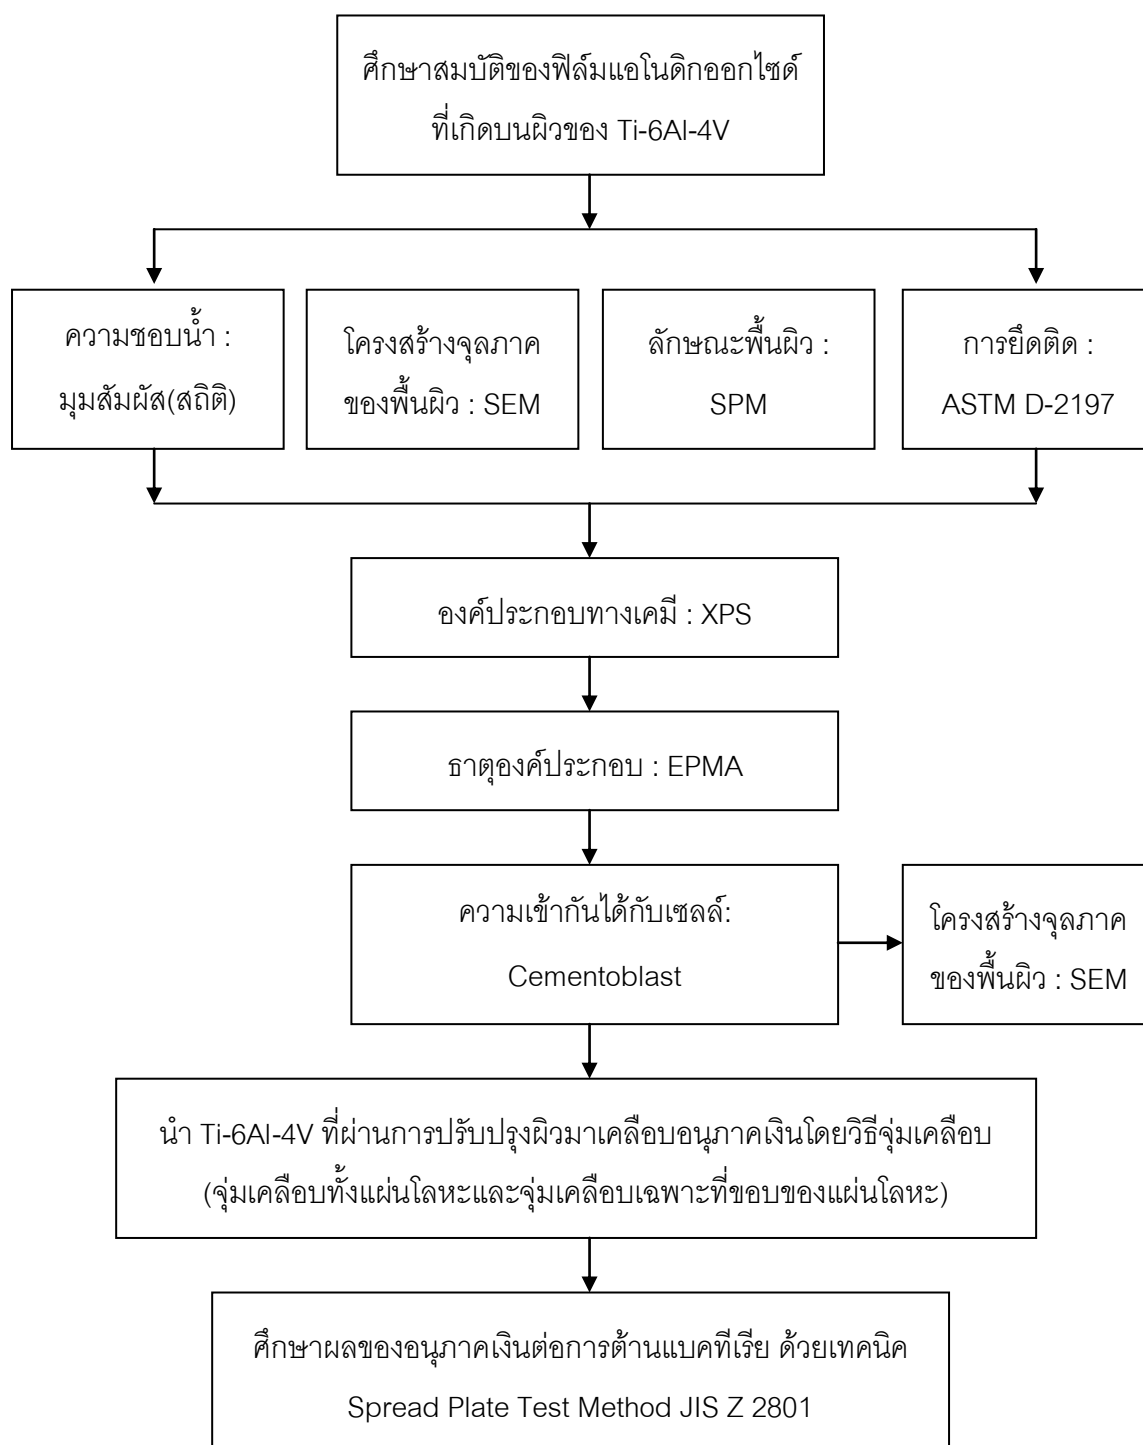 ศึกษาสมบัติของฟิล์มแอโนดิกออกไซด์
ที่เกิดบนผิวของ Ti-6Al-4V
ความชอบน้ำ :
มุมสัมผัส(สถิติ)
โครงสร้างจุลภาค
ของพื้นผิว : SEM
ลักษณะพื้นผิว :
SPM
การยึดติด :
ASTM D-2197
องค์ประกอบทางเคมี : XPS
ธาตุองค์ประกอบ : EPMA
ความเข้ากันได้กับเซลล์:
Cementoblast
โครงสร้างจุลภาค
ของพื้นผิว : SEM
นำ Ti-6Al-4V ที่ผ่านการปรับปรุงผิวมาเคลือบอนุภาคเงินโดยวิธีจุ่มเคลือบ
(จุ่มเคลือบทั้งแผ่นโลหะและจุ่มเคลือบเฉพาะที่ขอบของแผ่นโลหะ)
ศึกษาผลของอนุภาคเงินต่อการต้านแบคทีเรีย ด้วยเทคนิค
Spread Plate Test Method JIS Z 2801